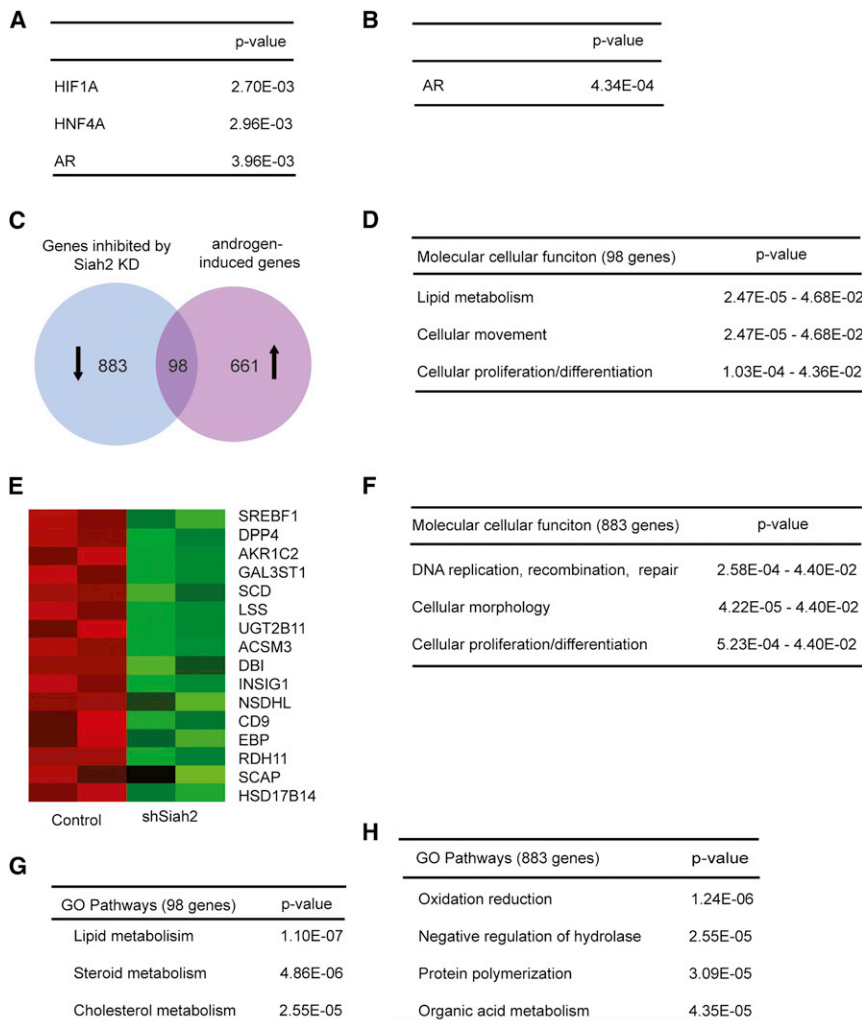 A
p-value
HIF1A 2.70E-03
HNF4A 2.96E-03
AR 3.96E-03
B
p-value
AR 4.34E-04
C
Genes inhibited by
Siah2 KD
androgen-
induced genes
883 98 661
D
Molecular cellular funciton (98 genes) p-value
Lipid metabolism 2.47E-05 - 4.68E-02
Cellular movement 2.47E-05 - 4.68E-02
Cellular proliferation/differentiation 1.03E-04 - 4.36E-02
E
SREBF1
DPP4
AKR1C2
GAL3ST1
SCD
LSS
UGT2B11
ACSM3
DBI
INSIG1
NSDHL
CD9
EBP
RDH11
SCAP
HSD17B14
Control shSiah2
F
Molecular cellular funciton (883 genes) p-value
DNA replication, recombination, repair 2.58E-04 - 4.40E-02
Cellular morphology 4.22E-05 - 4.40E-02
Cellular proliferation/differentiation 5.23E-04 - 4.40E-02
G
GO Pathways (98 genes) p-value
Lipid metabolisim 1.10E-07
Steroid metabolism 4.86E-06
Cholesterol metabolism 2.55E-05
H
GO Pathways (883 genes) p-value
Oxidation reduction 1.24E-06
Negative regulation of hydrolase 2.55E-05
Protein polymerization 3.09E-05
Organic acid metabolism 4.35E-05